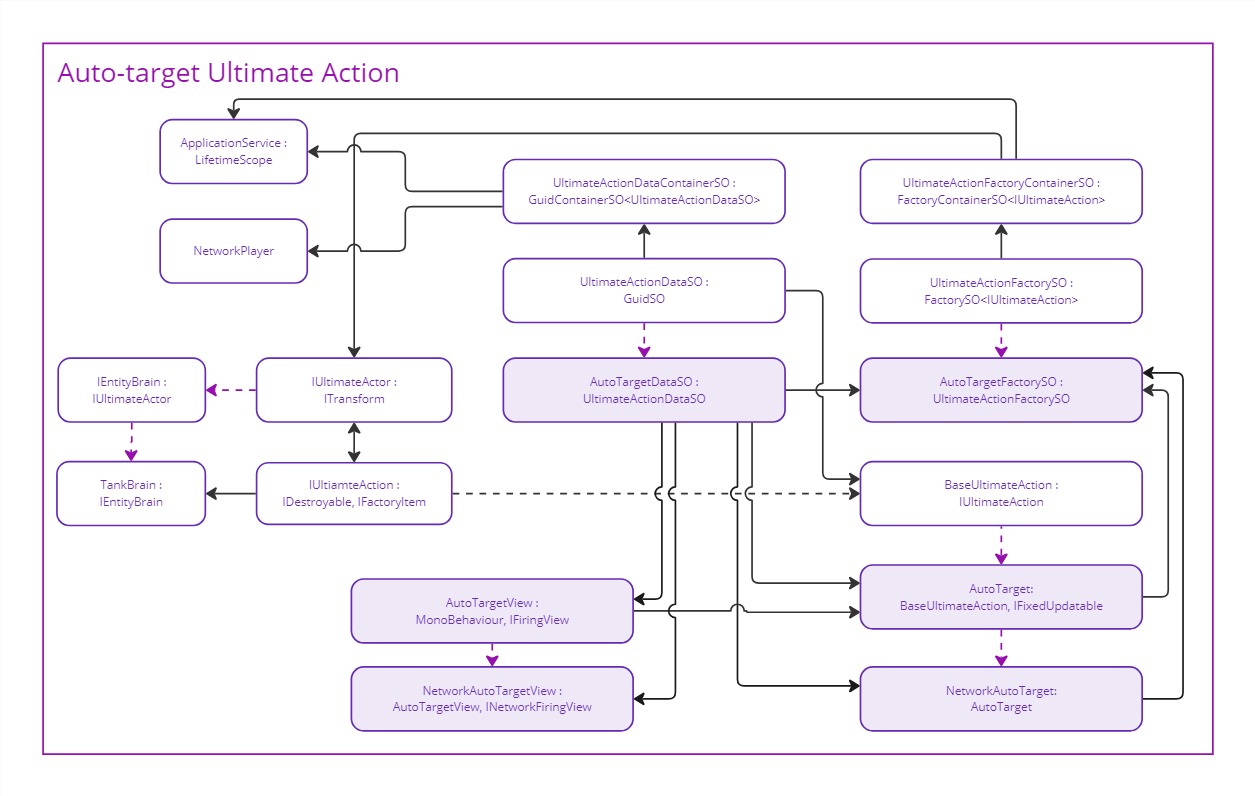 Auto-target Ultimate Action
ApplicationService :
LifetimeScope
UltimateActionDataContainerSO :
GuidContainerSO<UltimateActionDataSO>
UltimateActionFactoryContainerSO :
FactoryContainerSO<IUltimateAction>
NetworkPlayer
UltimateActionDataSO :
GuidSO
UltimateActionFactorySO :
FactorySO<IUltimateAction>
IEntityBrain :
IUltimateActor
IUltimateActor :
ITransform
AutoTargetDataSO :
UltimateActionDataSO
AutoTargetFactorySO :
UltimateActionFactorySO
TankBrain :
IEntityBrain
IUltiamteAction :
IDestroyable, IFactoryItem
BaseUltimateAction :
IUltimateAction
AutoTargetView :
MonoBehaviour, IFiringView
AutoTarget:
BaseUltimateAction, IFixedUpdatable
NetworkAutoTargetView :
AutoTargetView, INetworkFiringView
NetworkAutoTarget:
AutoTarget